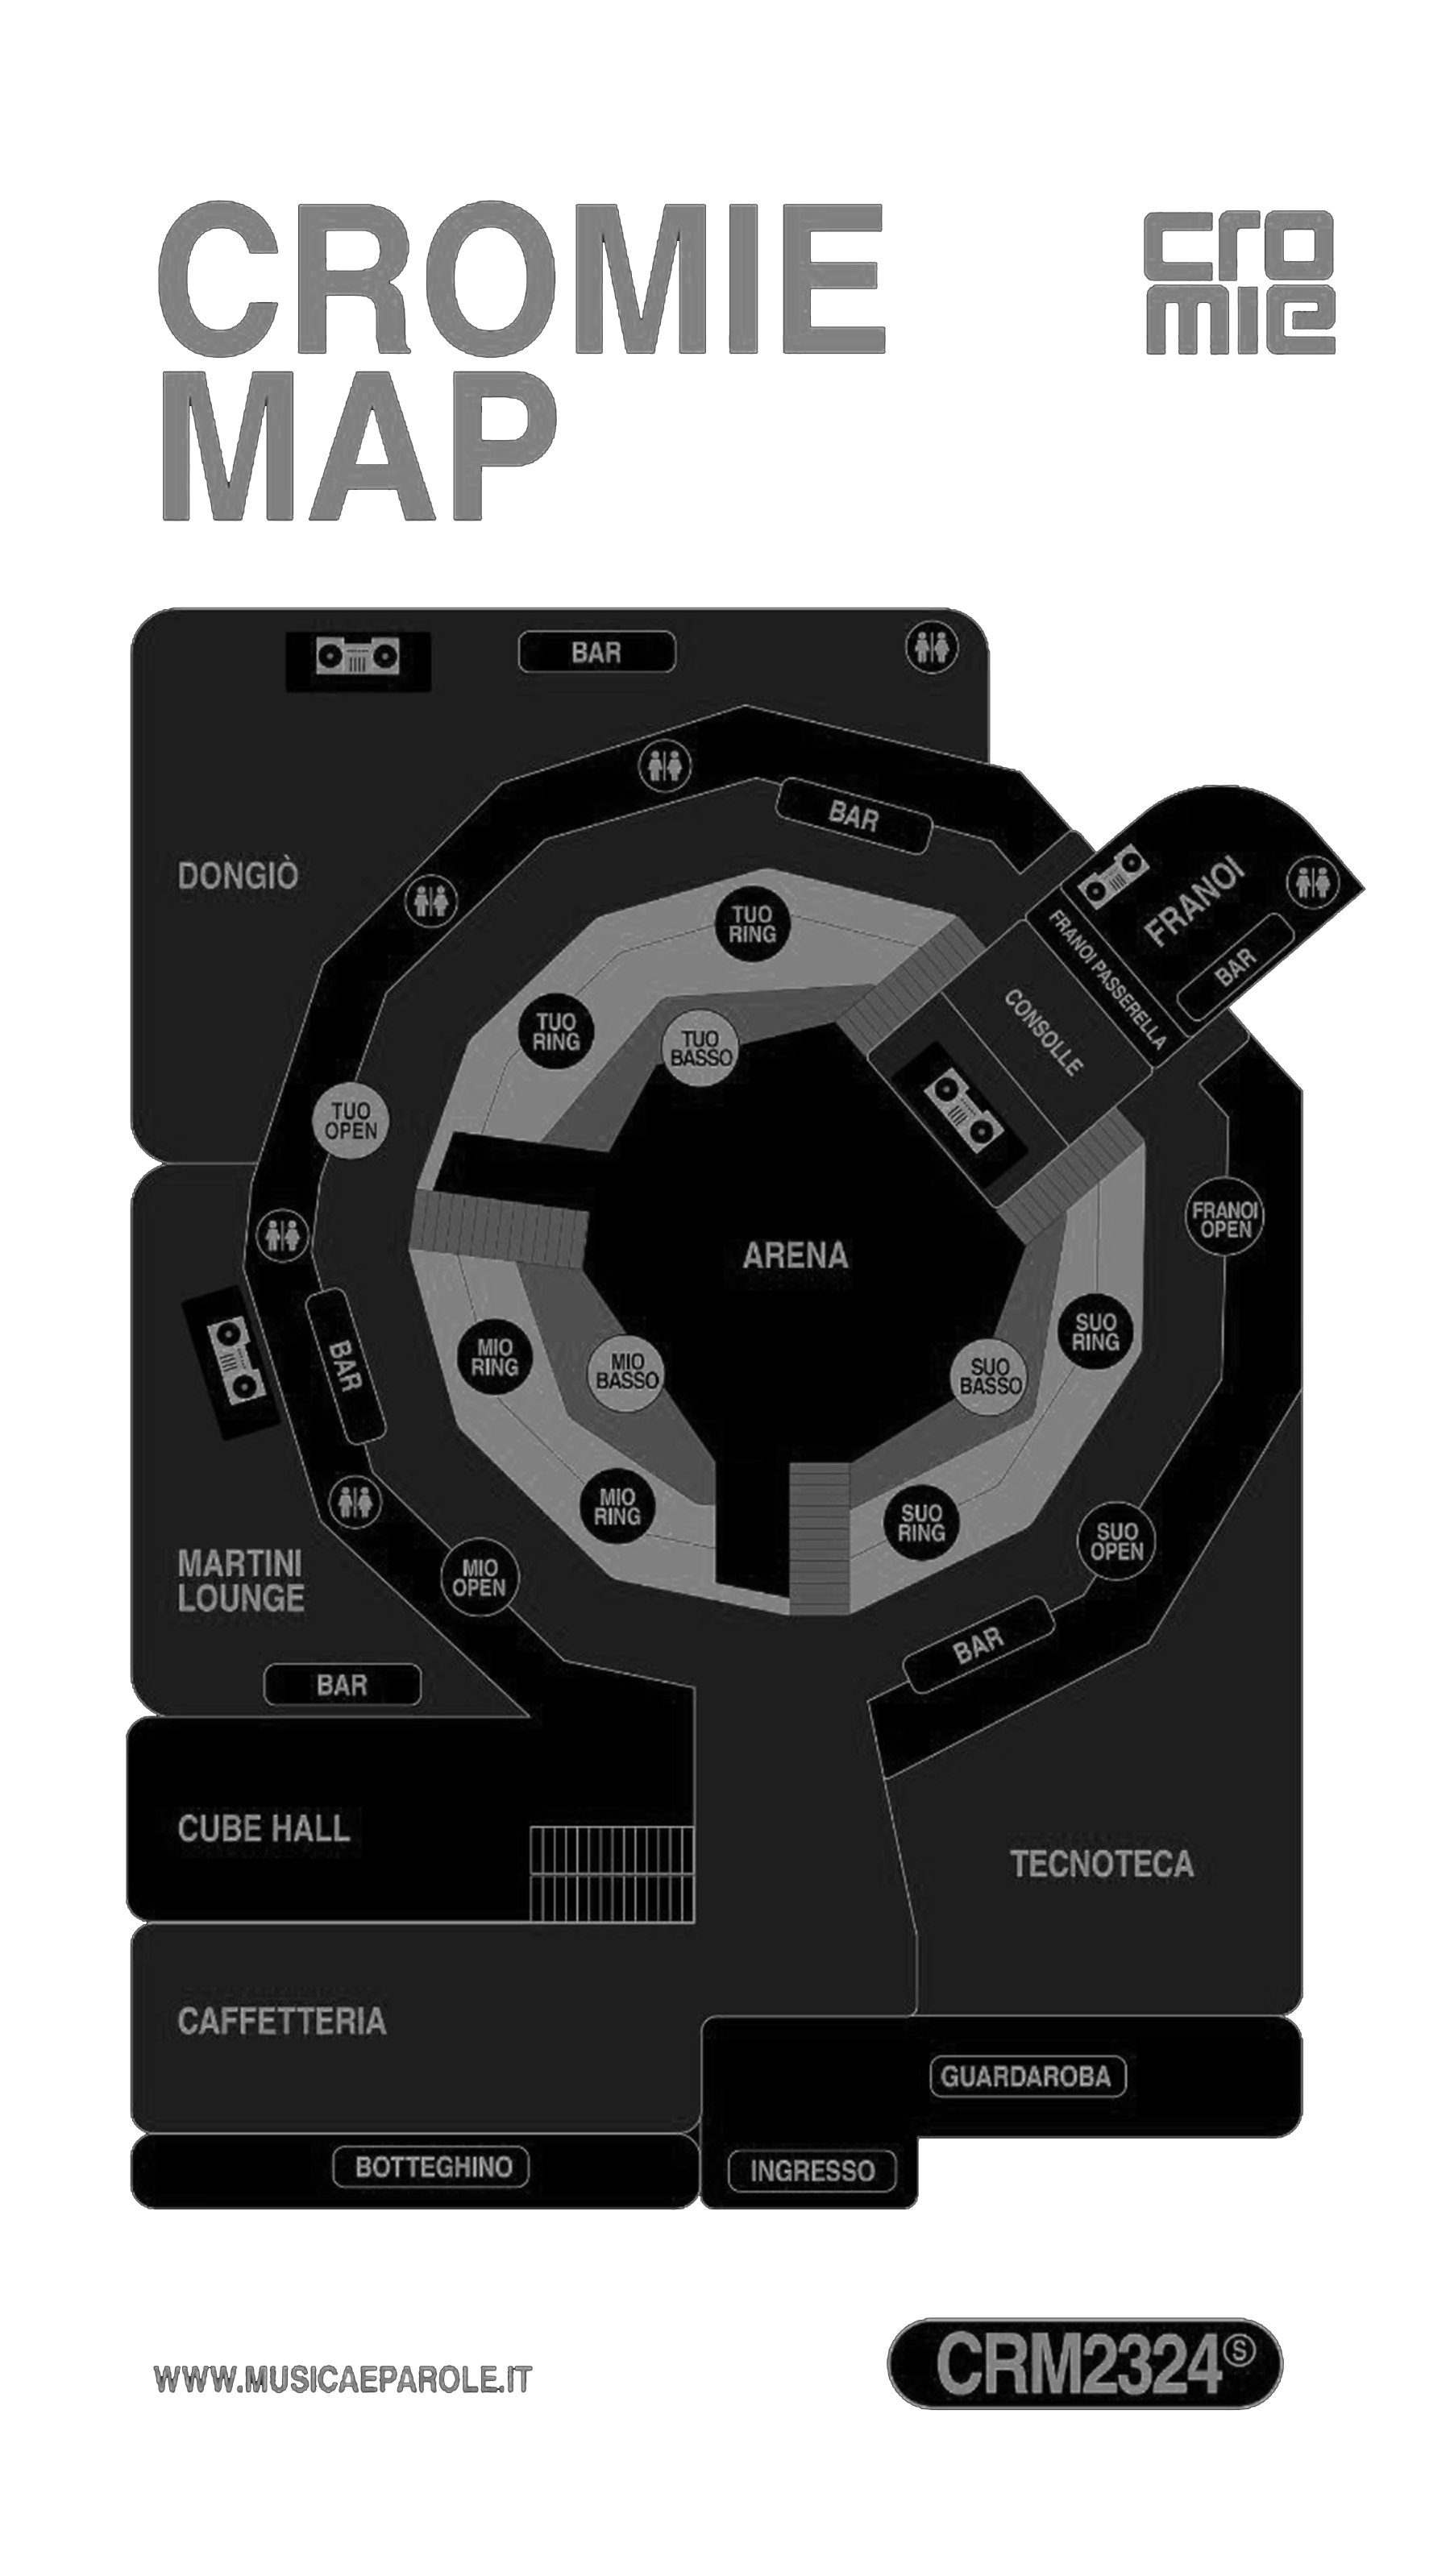 CROMIE
MAP
cro
mie
BAR
DONGIÒ
BAR
FRANOI
BAR
FRANOI PASSERELLA
CONSOLLE
TUO
RING
TUO
RING
TUO
BASSO
TUO
OPEN
ARENA
FRANOI
OPEN
BAR
MIO
RING
MIO
BASSO
SUO
RING
SUO
BASSO
MIO
RING
SUO
RING
SUO
OPEN
MARTINI
LOUNGE
MIO
OPEN
BAR
BAR
CUBE HALL
TECNOTECA
CAFFETTERIA
GUARDAROBA
BOTTEGHINO
INGRESSO
WWW.MUSICAEPAROLE.IT
CRM2324Ⓢ